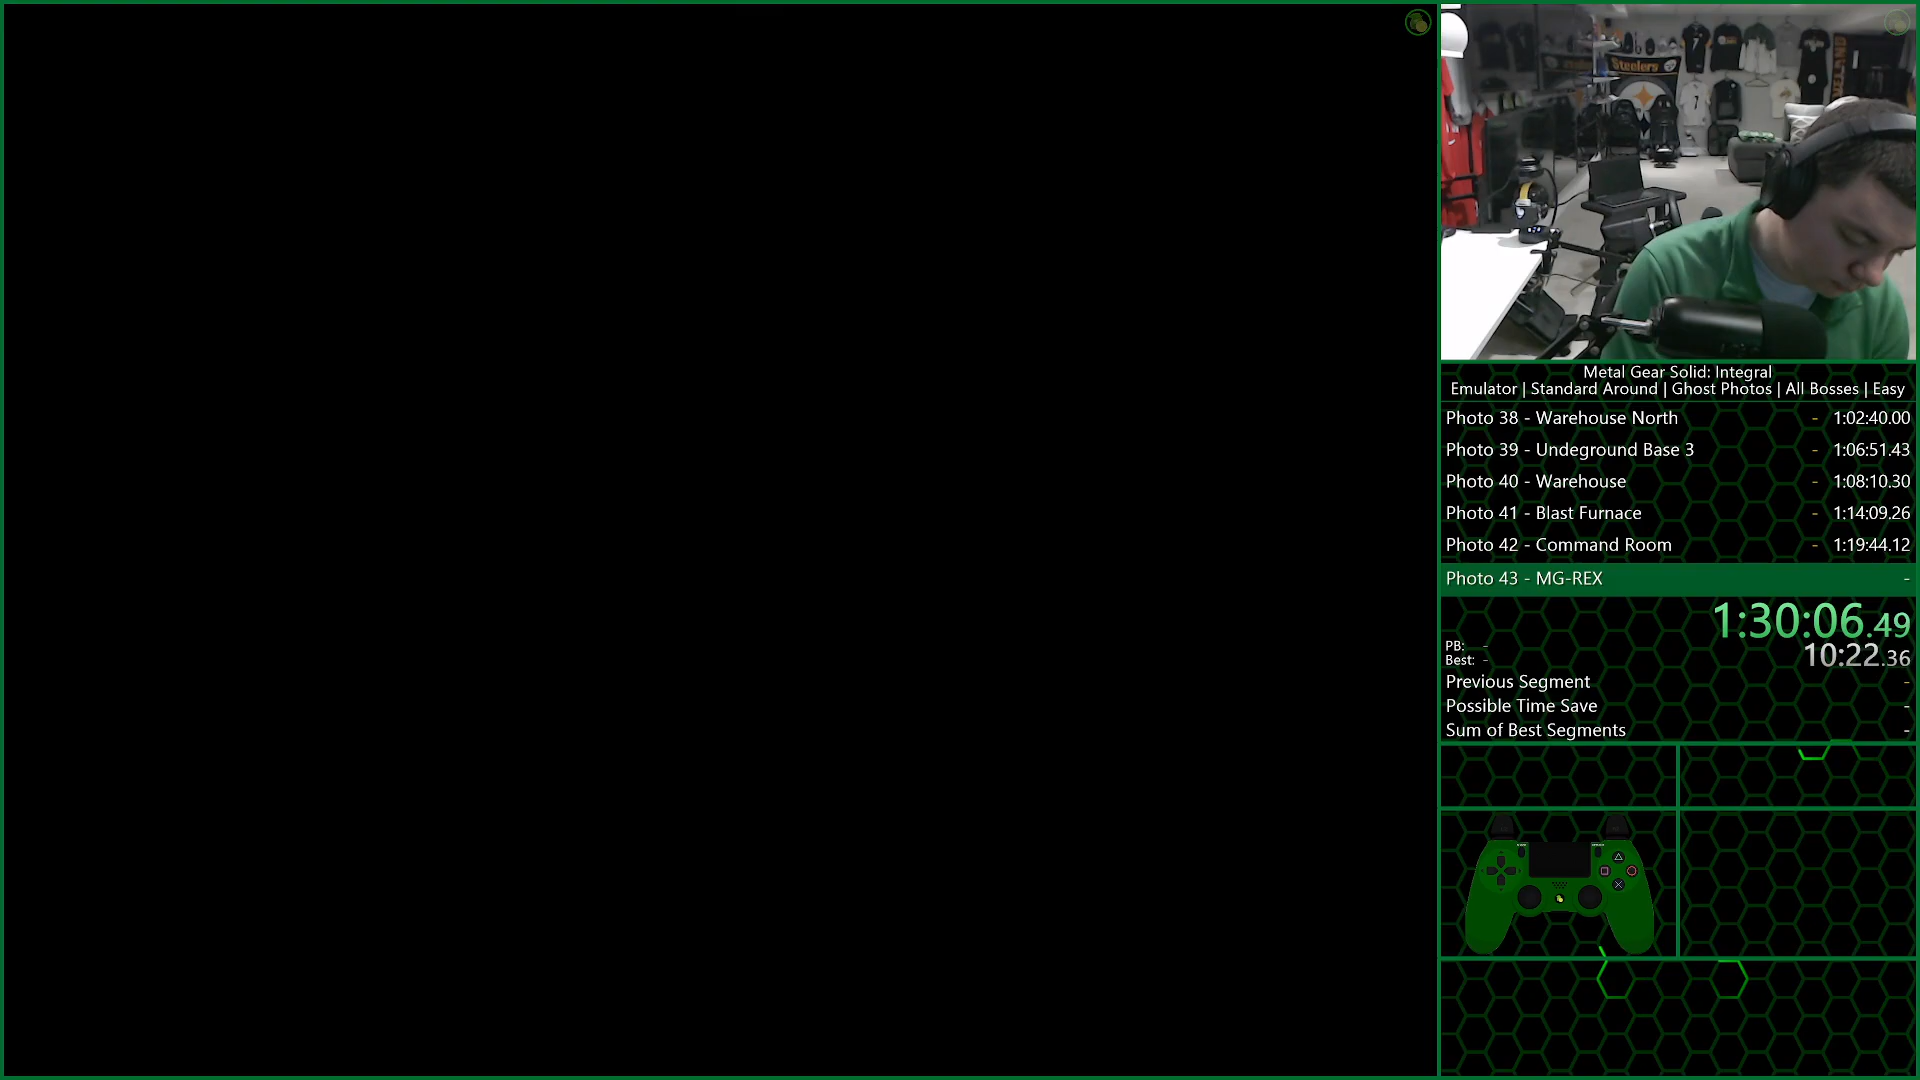 Steelers
7
7
Metal Gear Solid: Integral
Emulator | Standard Around | Ghost Photos | All Bosses | Easy
Photo 38 - Warehouse North - 1:02:40.00
Photo 39 - Undeground Base 3 - 1:06:51.43
Photo 40 - Warehouse - 1:08:10.30
Photo 41 - Blast Furnace - 1:14:09.26
Photo 42 - Command Room - 1:19:44.12
Photo 43 - MG-REX -
1:30:06.49
PB: -
10:22.36
Best: -
Previous Segment -
Possible Time Save -
Sum of Best Segments -